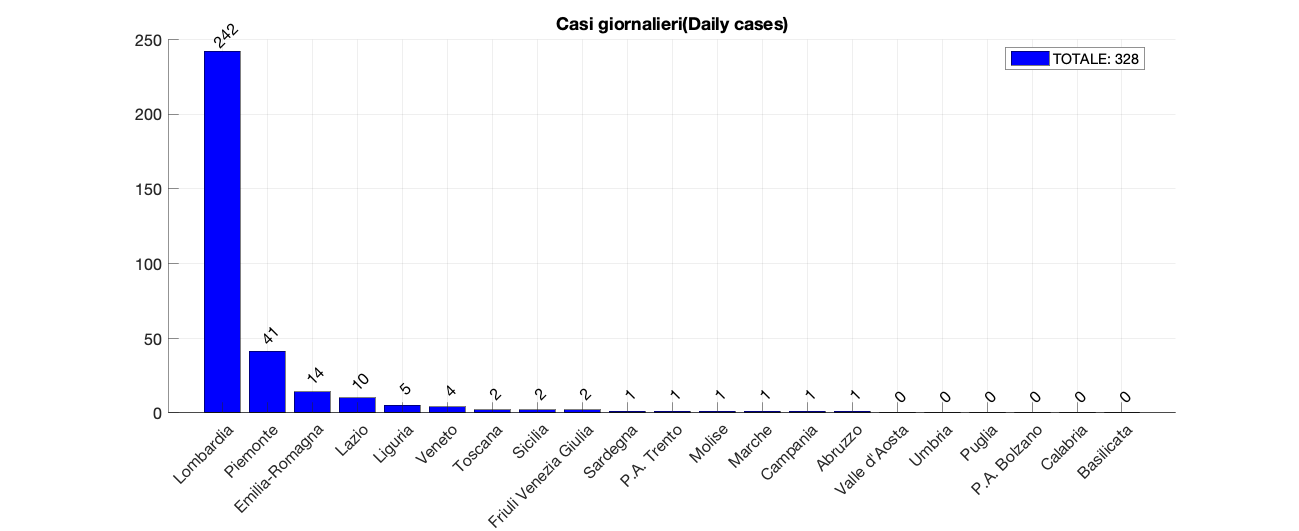 Casi giornalieri(Daily cases)
TOTALE: 328
250
200
150
100
50
0
242
41
14
10
5
4
2
2
2
1
1
1
1
1
1
0
0
0
0
0
0
Lombardia
Piemonte
Emilia-Romagna
Lazio
Liguria
Veneto
Toscana
Sicilia
Friuli Venezia Giulia
Sardegna
P.A. Trento
Molise
Marche
Campania
Abruzzo
Valle d'Aosta
Umbria
Puglia
P.A. Bolzano
Calabria
Basilicata